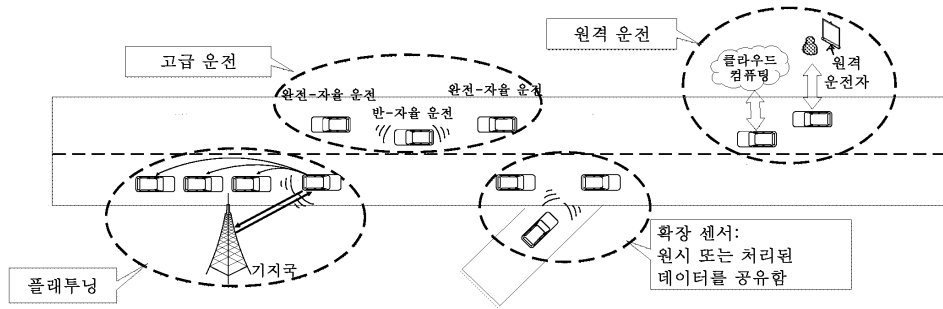 원격 운전
고급 운전
클라우드
컴퓨팅
원격
운전자
완전-자율 운전
완전-자율 운전
반-자율 운전
기지국
플래투닝
확장 센서:
원시 또는 처리된
데이터를 공유함